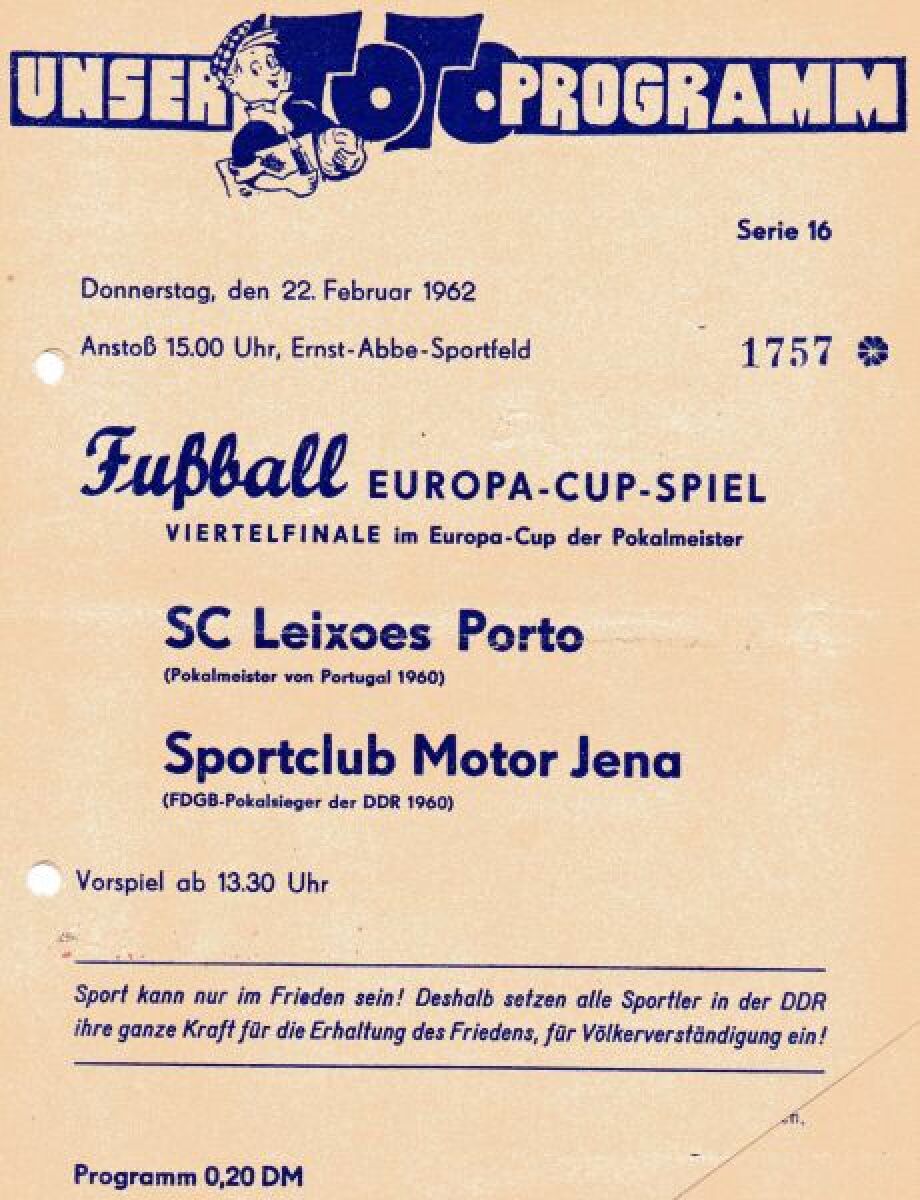 UNSER TOTO PROGRAMM
Serie 16
Donnerstag, den 22. Februar 1962
Anstoß 15.00 Uhr, Ernst-Abbe-Sportfeld
1757
Fußball EUROPA-CUP-SPIEL
VIERTELFINALE im Europa-Cup der Pokalmeister
SC Leixoes Porto
(Pokalmeister von Portugal 1960)
Sportclub Motor Jena
(FDGB-Pokalsieger der DDR 1960)
Vorspiel ab 13.30 Uhr
Sport kann nur im Frieden sein! Deshalb setzen alle Sportler in der DDR
ihre ganze Kraft für die Erhaltung des Friedens, für Völkerverständigung ein!
Programm 0,20 DM